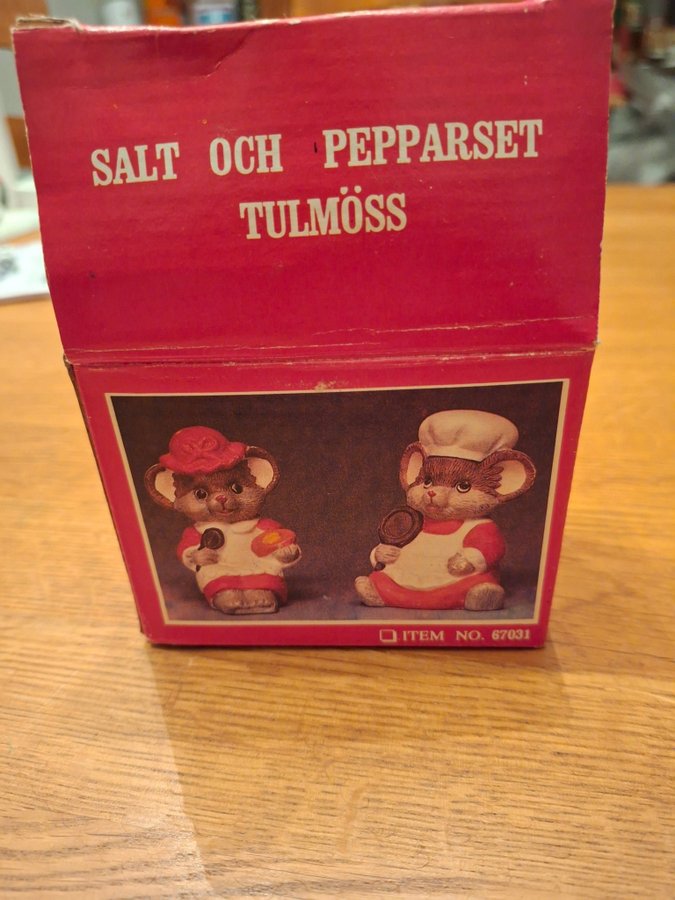 SALT OCH PEPPARSET
TULMÖSS
ITEM NO. 67031